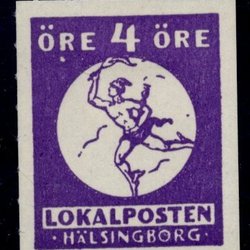 ÖRE 4 ÖRE
LOKALPOSTEN
· HÄLSINGBORG ·